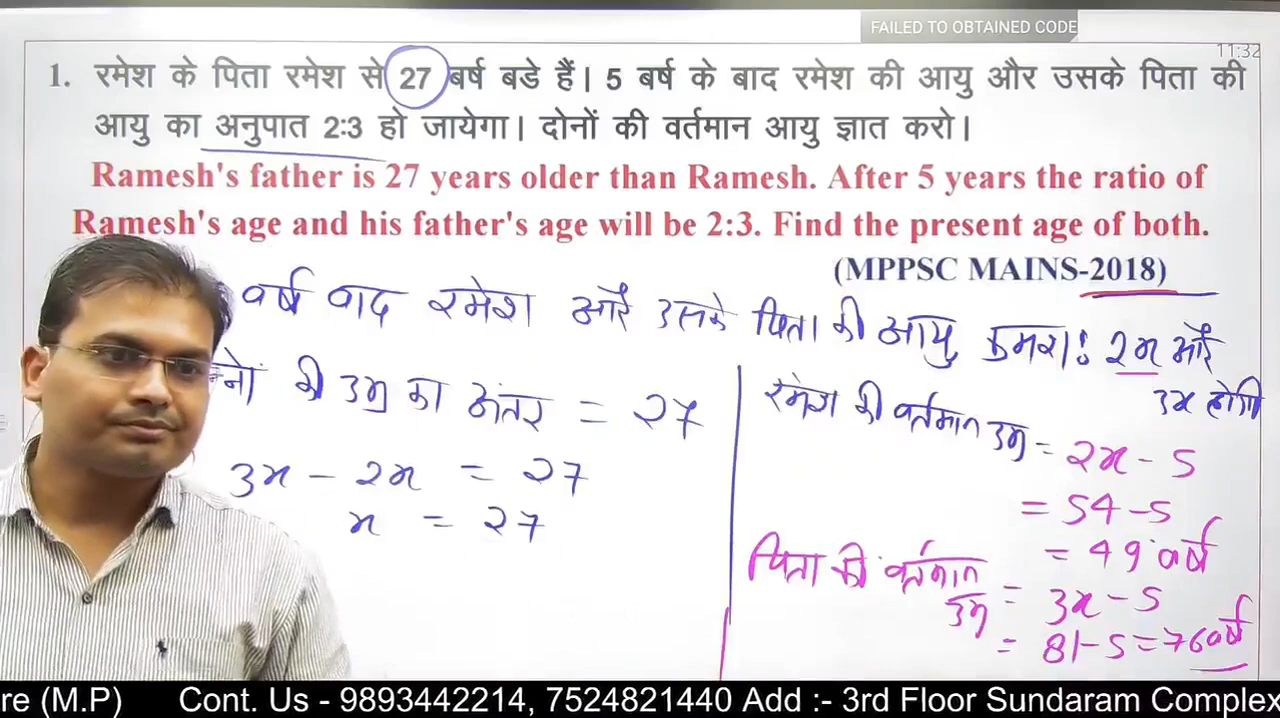 FAILED TO OBTAINED CODE
11:32
1. रमेश के पिता रमेश से 27 बर्ष बडे हैं। 5 बर्ष के बाद रमेश की आयु और उसके पिता की
आयु का अनुपात 2:3 हो जायेगा। दोनों की वर्तमान आयु ज्ञात करो।
Ramesh's father is 27 years older than Ramesh. After 5 years the ratio of
Ramesh's age and his father's age will be 2:3. Find the present age of both.
(MPPSC MAINS-2018)
वर्ष बाद रमेश और उसके पिता की आयु क्रमशः 2x और
3x होगी
की उम्र का अंतर = 27
3x - 2x = 27
x = 27
रमेश की वर्तमान उम्र = 2x - 5
= 54 - 5
= 49 वर्ष
पिता की वर्तमान
उम्र = 3x - 5
= 81 - 5 = 76 वर्ष
re (M.P) Cont. Us - 9893442214, 7524821440 Add :- 3rd Floor Sundaram Complex